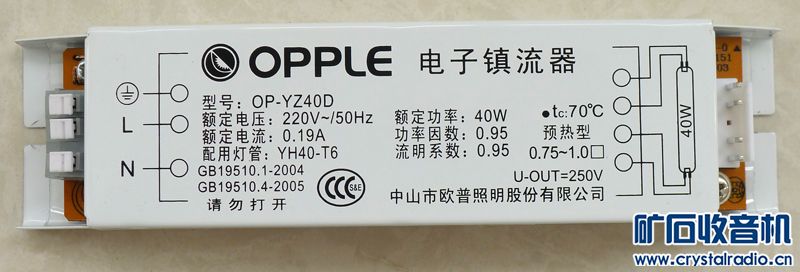 OPPLE 电子镇流器
型号：OP-YZ40D
额定电压：220V~/50Hz
额定电流：0.19A
配用灯管：YH40-T6
GB19510.1-2004
GB19510.4-2005
请勿打开
L
N
CCC
S&E
额定功率：40W
功率因数：0.95
流明系数：0.95
tc:70℃
预热型
0.75~1.0□
U-OUT=250V
中山市欧普照明股份有限公司
40W
矿石收音机
www.crystalradio.cn